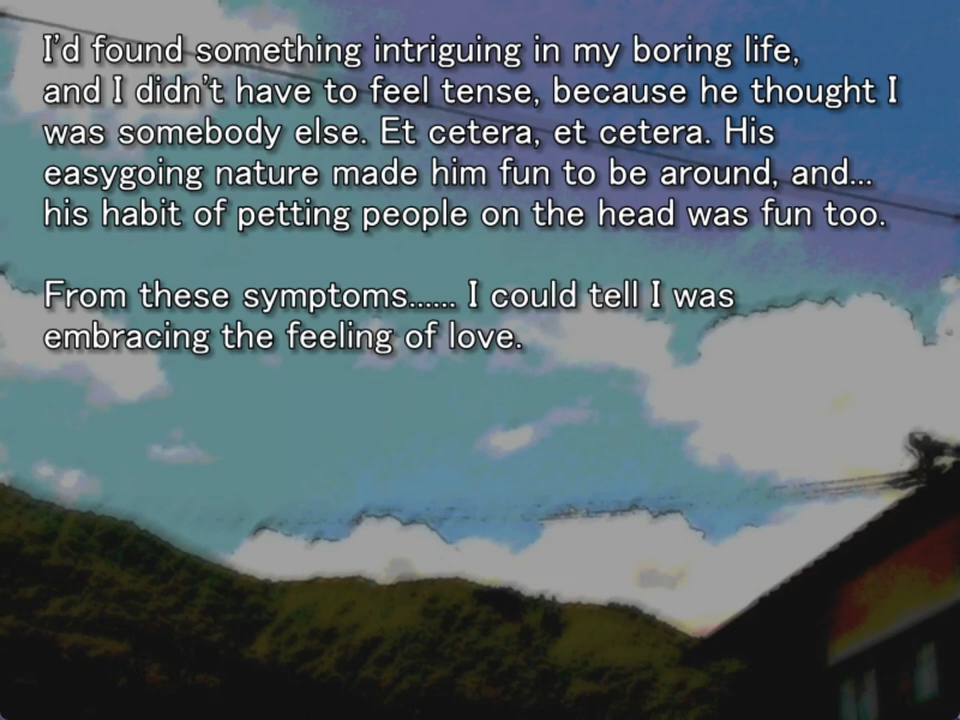 I'd found something intriguing in my boring life,
and I didn't have to feel tense, because he thought I
was somebody else. Et cetera, et cetera. His
easygoing nature made him fun to be around, and...
his habit of petting people on the head was fun too.
From these symptoms...... I could tell I was
embracing the feeling of love.